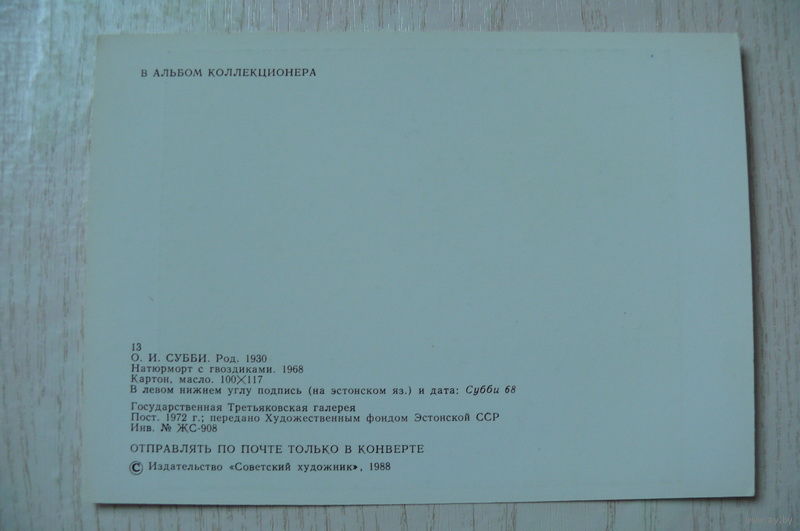 В АЛЬБОМ КОЛЛЕКЦИОНЕРА
13
О. И. СУББИ. Род. 1930
Натюрморт с гвоздиками. 1968
Картон, масло. 100×117
В левом нижнем углу подпись (на эстонском яз.) и дата: Субби 68
Государственная Третьяковская галерея
Пост. 1972 г.; передано Художественным фондом Эстонской ССР
Инв. № ЖС-908
ОТПРАВЛЯТЬ ПО ПОЧТЕ ТОЛЬКО В КОНВЕРТЕ
© Издательство «Советский художник», 1988